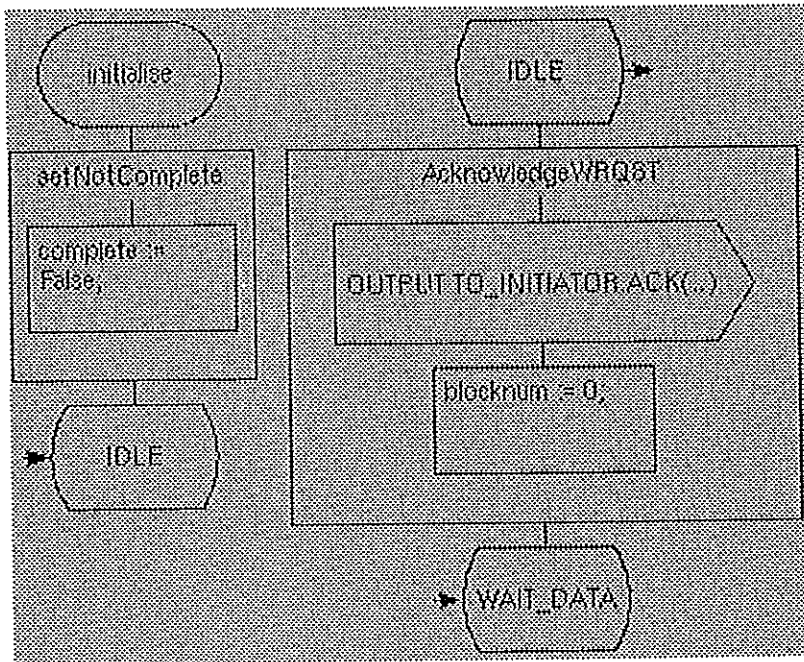 initialise
setNotComplete
complete :=
False;
IDLE
IDLE
AcknowledgeWRQST
OUTPUT TO_INITIATOR.ACK(...)
blocknum := 0;
WAIT_DATA